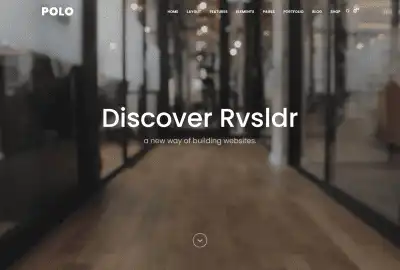 POLO
HOME LAYOUT FEATURES ELEMENTS PAGES PORTFOLIO BLOG SHOP
Discover Rvsldr
a new way of building websites.